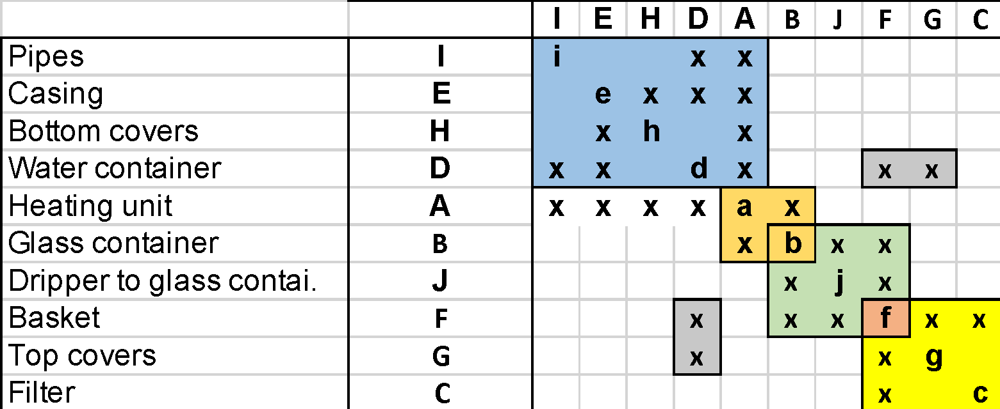 I E H D A B J F G C
Pipes I i x x
Casing E e x x x
Bottom covers H x h x
Water container D x x d x x x
Heating unit A x x x x a x
Glass container B x b x x
Dripper to glass contai. J x j x
Basket F x x x f x x
Top covers G x x g
Filter C x c